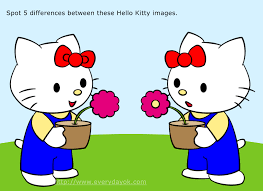 Spot 5 differences between these Hello Kitty images.
http://www.everydayok.com